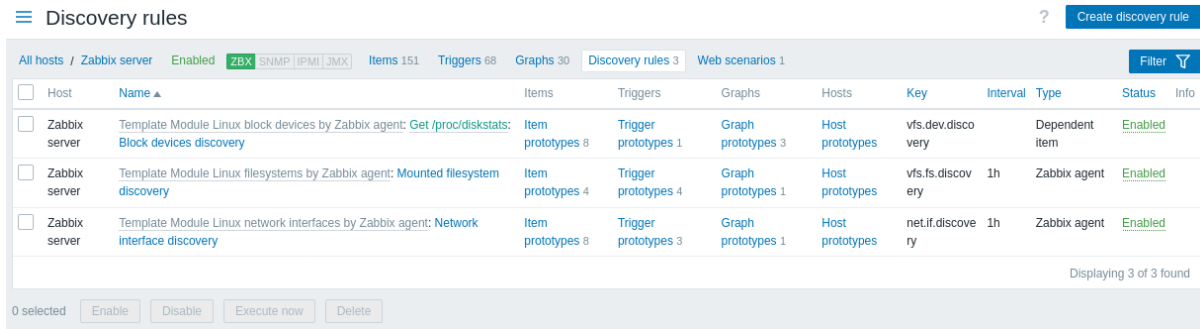 Discovery rules
? Create discovery rule
All hosts / Zabbix server Enabled ZBX SNMP IPMI JMX Items 151 Triggers 68 Graphs 30 Discovery rules 3 Web scenarios 1 Filter
Host Name Items Triggers Graphs Hosts Key Interval Type Status Info
Zabbix Template Module Linux block devices by Zabbix agent: Get /proc/diskstats: Item Trigger Graph Host vfs.dev.disco Dependent Enabled
server Block devices discovery prototypes 8 prototypes 1 prototypes 3 prototypes very item
Zabbix Template Module Linux filesystems by Zabbix agent: Mounted filesystem Item Trigger Graph Host vfs.fs.discov 1h Zabbix agent Enabled
server discovery prototypes 4 prototypes 4 prototypes 1 prototypes ery
Zabbix Template Module Linux network interfaces by Zabbix agent: Network Item Trigger Graph Host net.if.discove 1h Zabbix agent Enabled
server interface discovery prototypes 8 prototypes 3 prototypes 1 prototypes ry
Displaying 3 of 3 found
0 selected Enable Disable Execute now Delete